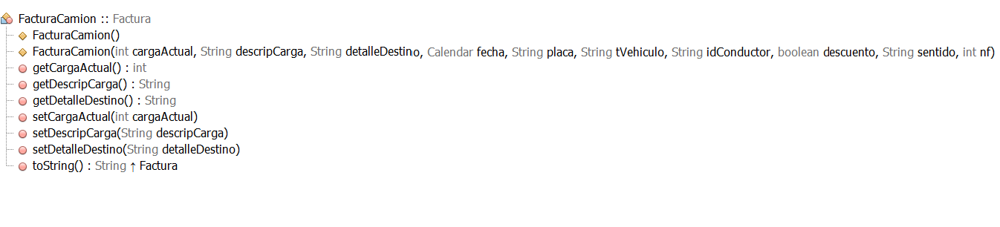 FacturaCamion :: Factura
FacturaCamion()
FacturaCamion(int cargaActual, String descripCarga, String detalleDestino, Calendar fecha, String placa, String tVehiculo, String idConductor, boolean descuento, String sentido, int nf)
getCargaActual() : int
getDescripCarga() : String
getDetalleDestino() : String
setCargaActual(int cargaActual)
setDescripCarga(String descripCarga)
setDetalleDestino(String detalleDestino)
toString() : String ↑ Factura